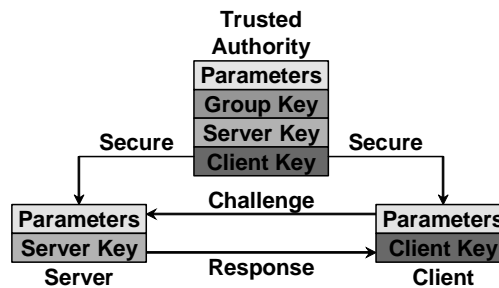 Trusted
Authority
Parameters
Group Key
Server Key
Client Key
Secure
Secure
Challenge
Parameters
Server Key
Server
Response
Parameters
Client Key
Client